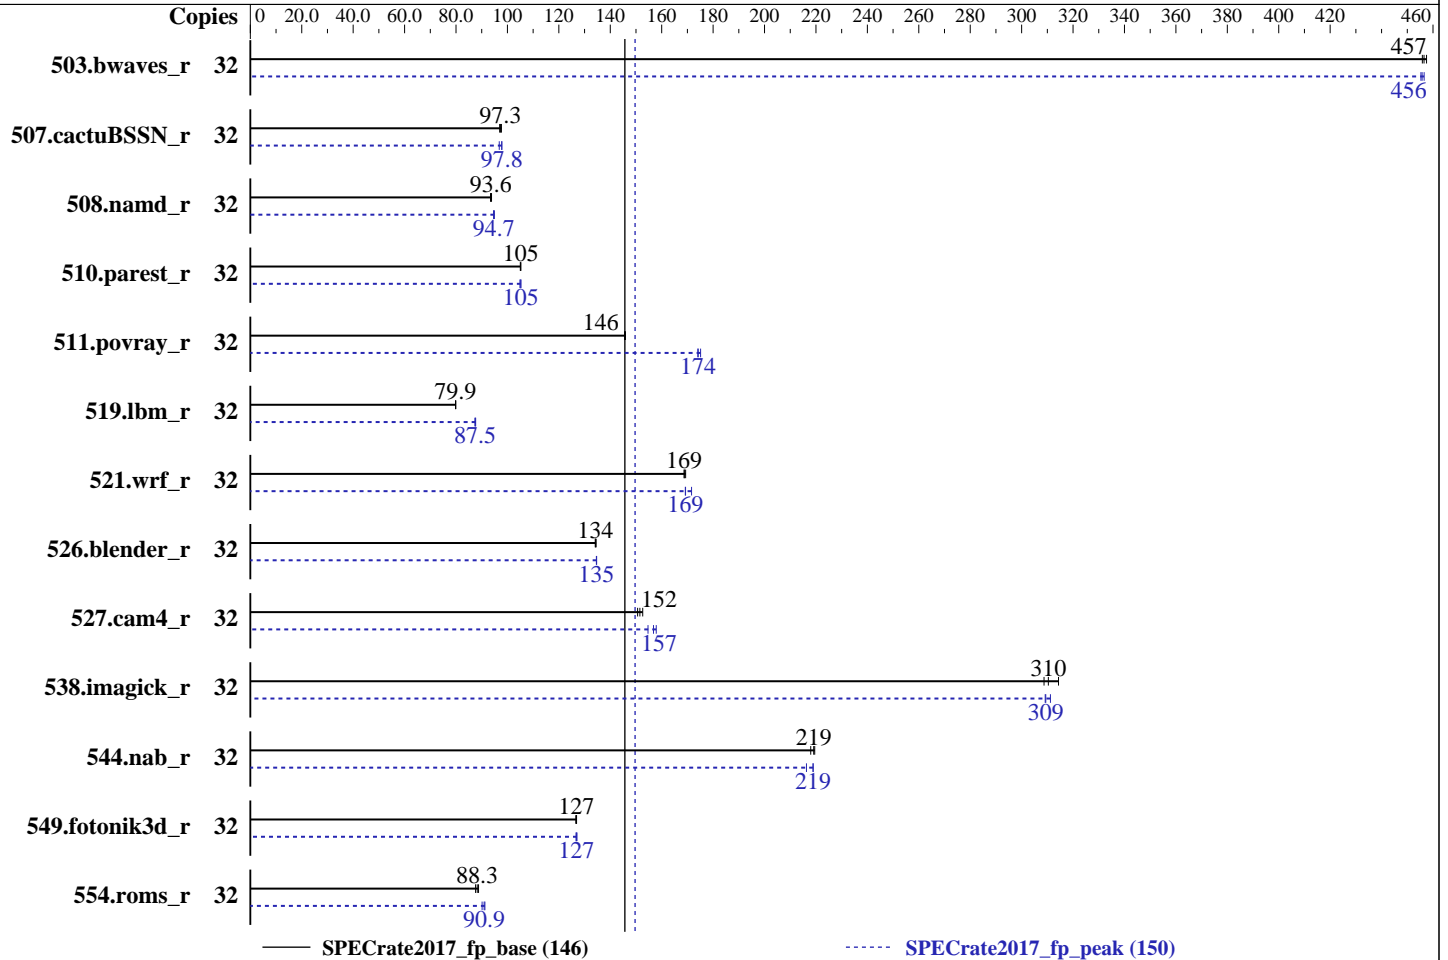 Copies 0 20.0 40.0 60.0 80.0 100 120 140 160 180 200 220 240 260 280 300 320 340 360 380 400 420 460
457
503.bwaves_r 32
456
97.3
507.cactuBSSN_r 32
97.8
93.6
508.namd_r 32
94.7
105
510.parest_r 32
105
146
511.povray_r 32
174
79.9
519.lbm_r 32
87.5
169
521.wrf_r 32
169
134
526.blender_r 32
135
152
527.cam4_r 32
157
310
538.imagick_r 32
309
219
544.nab_r 32
219
127
549.fotonik3d_r 32
127
88.3
554.roms_r 32
90.9
SPECrate2017_fp_base (146) SPECrate2017_fp_peak (150)